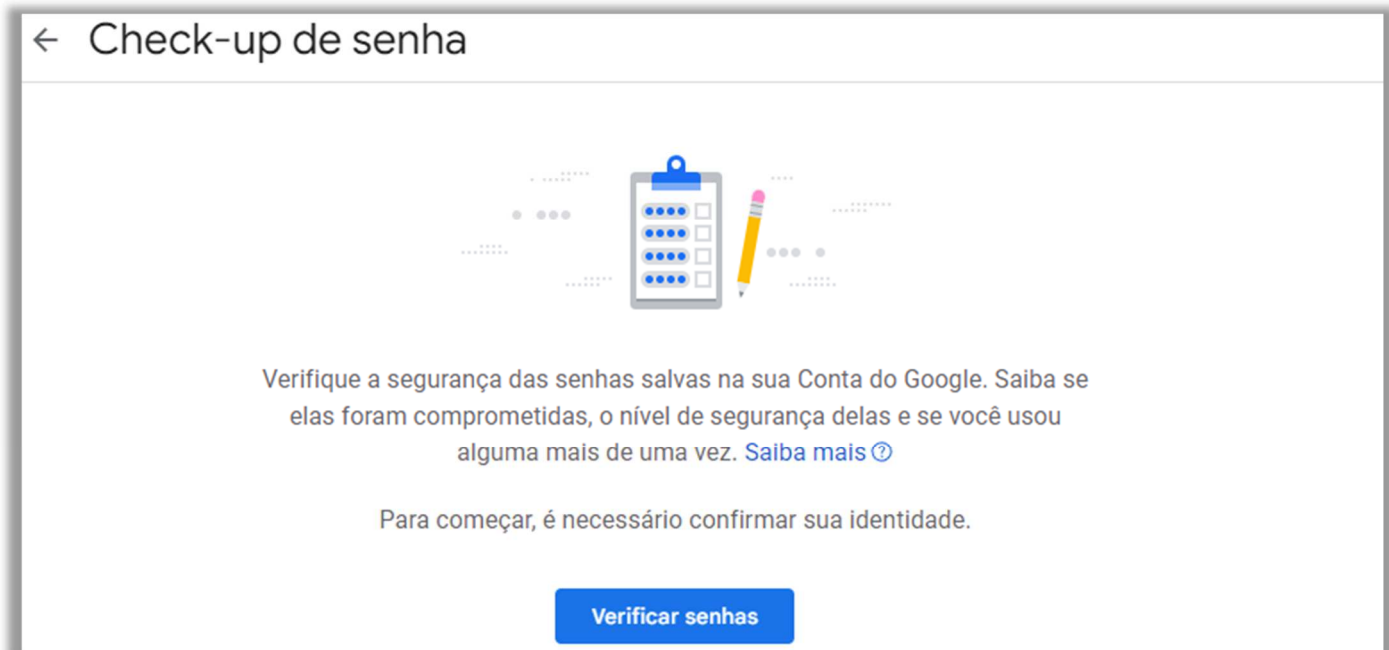 Check-up de senha
Verifique a segurança das senhas salvas na sua Conta do Google. Saiba se
elas foram comprometidas, o nível de segurança delas e se você usou
alguma mais de uma vez. Saiba mais
Para começar, é necessário confirmar sua identidade.
Verificar senhas